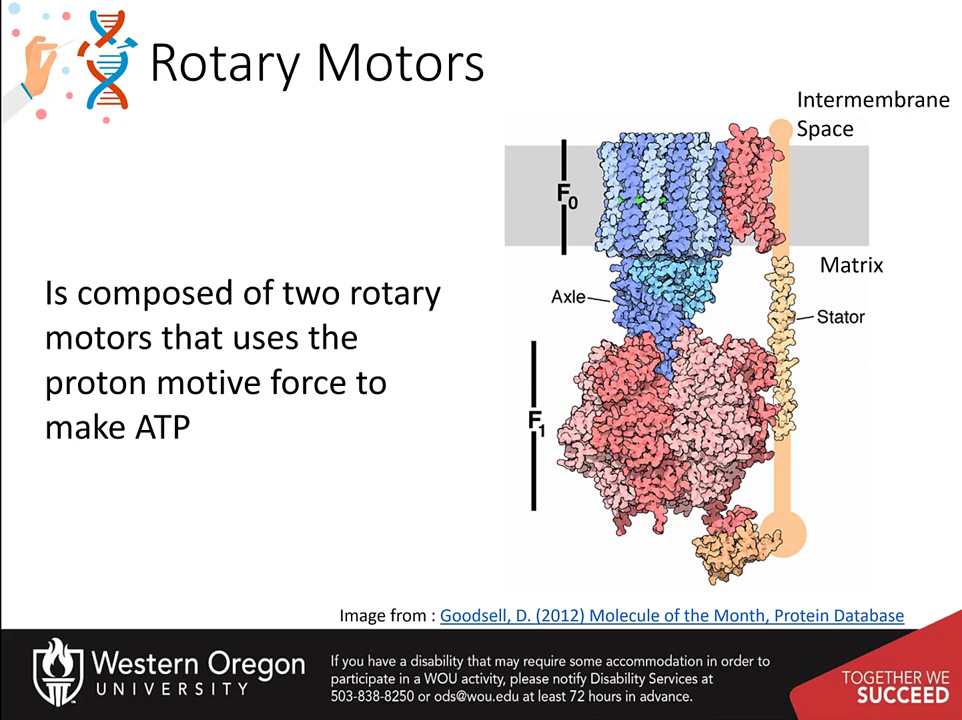 Rotary Motors
Intermembrane
Space
F0
Matrix
Is composed of two rotary
motors that uses the
proton motive force to
make ATP
Axle
Stator
F1
Image from : Goodsell, D. (2012) Molecule of the Month, Protein Database
Western Oregon
UNIVERSITY
If you have a disability that may require some accommodation in order to
participate in a WOU activity, please notify Disability Services at
503-838-8250 or ods@wou.edu at least 72 hours in advance.
TOGETHER WE
SUCCEED